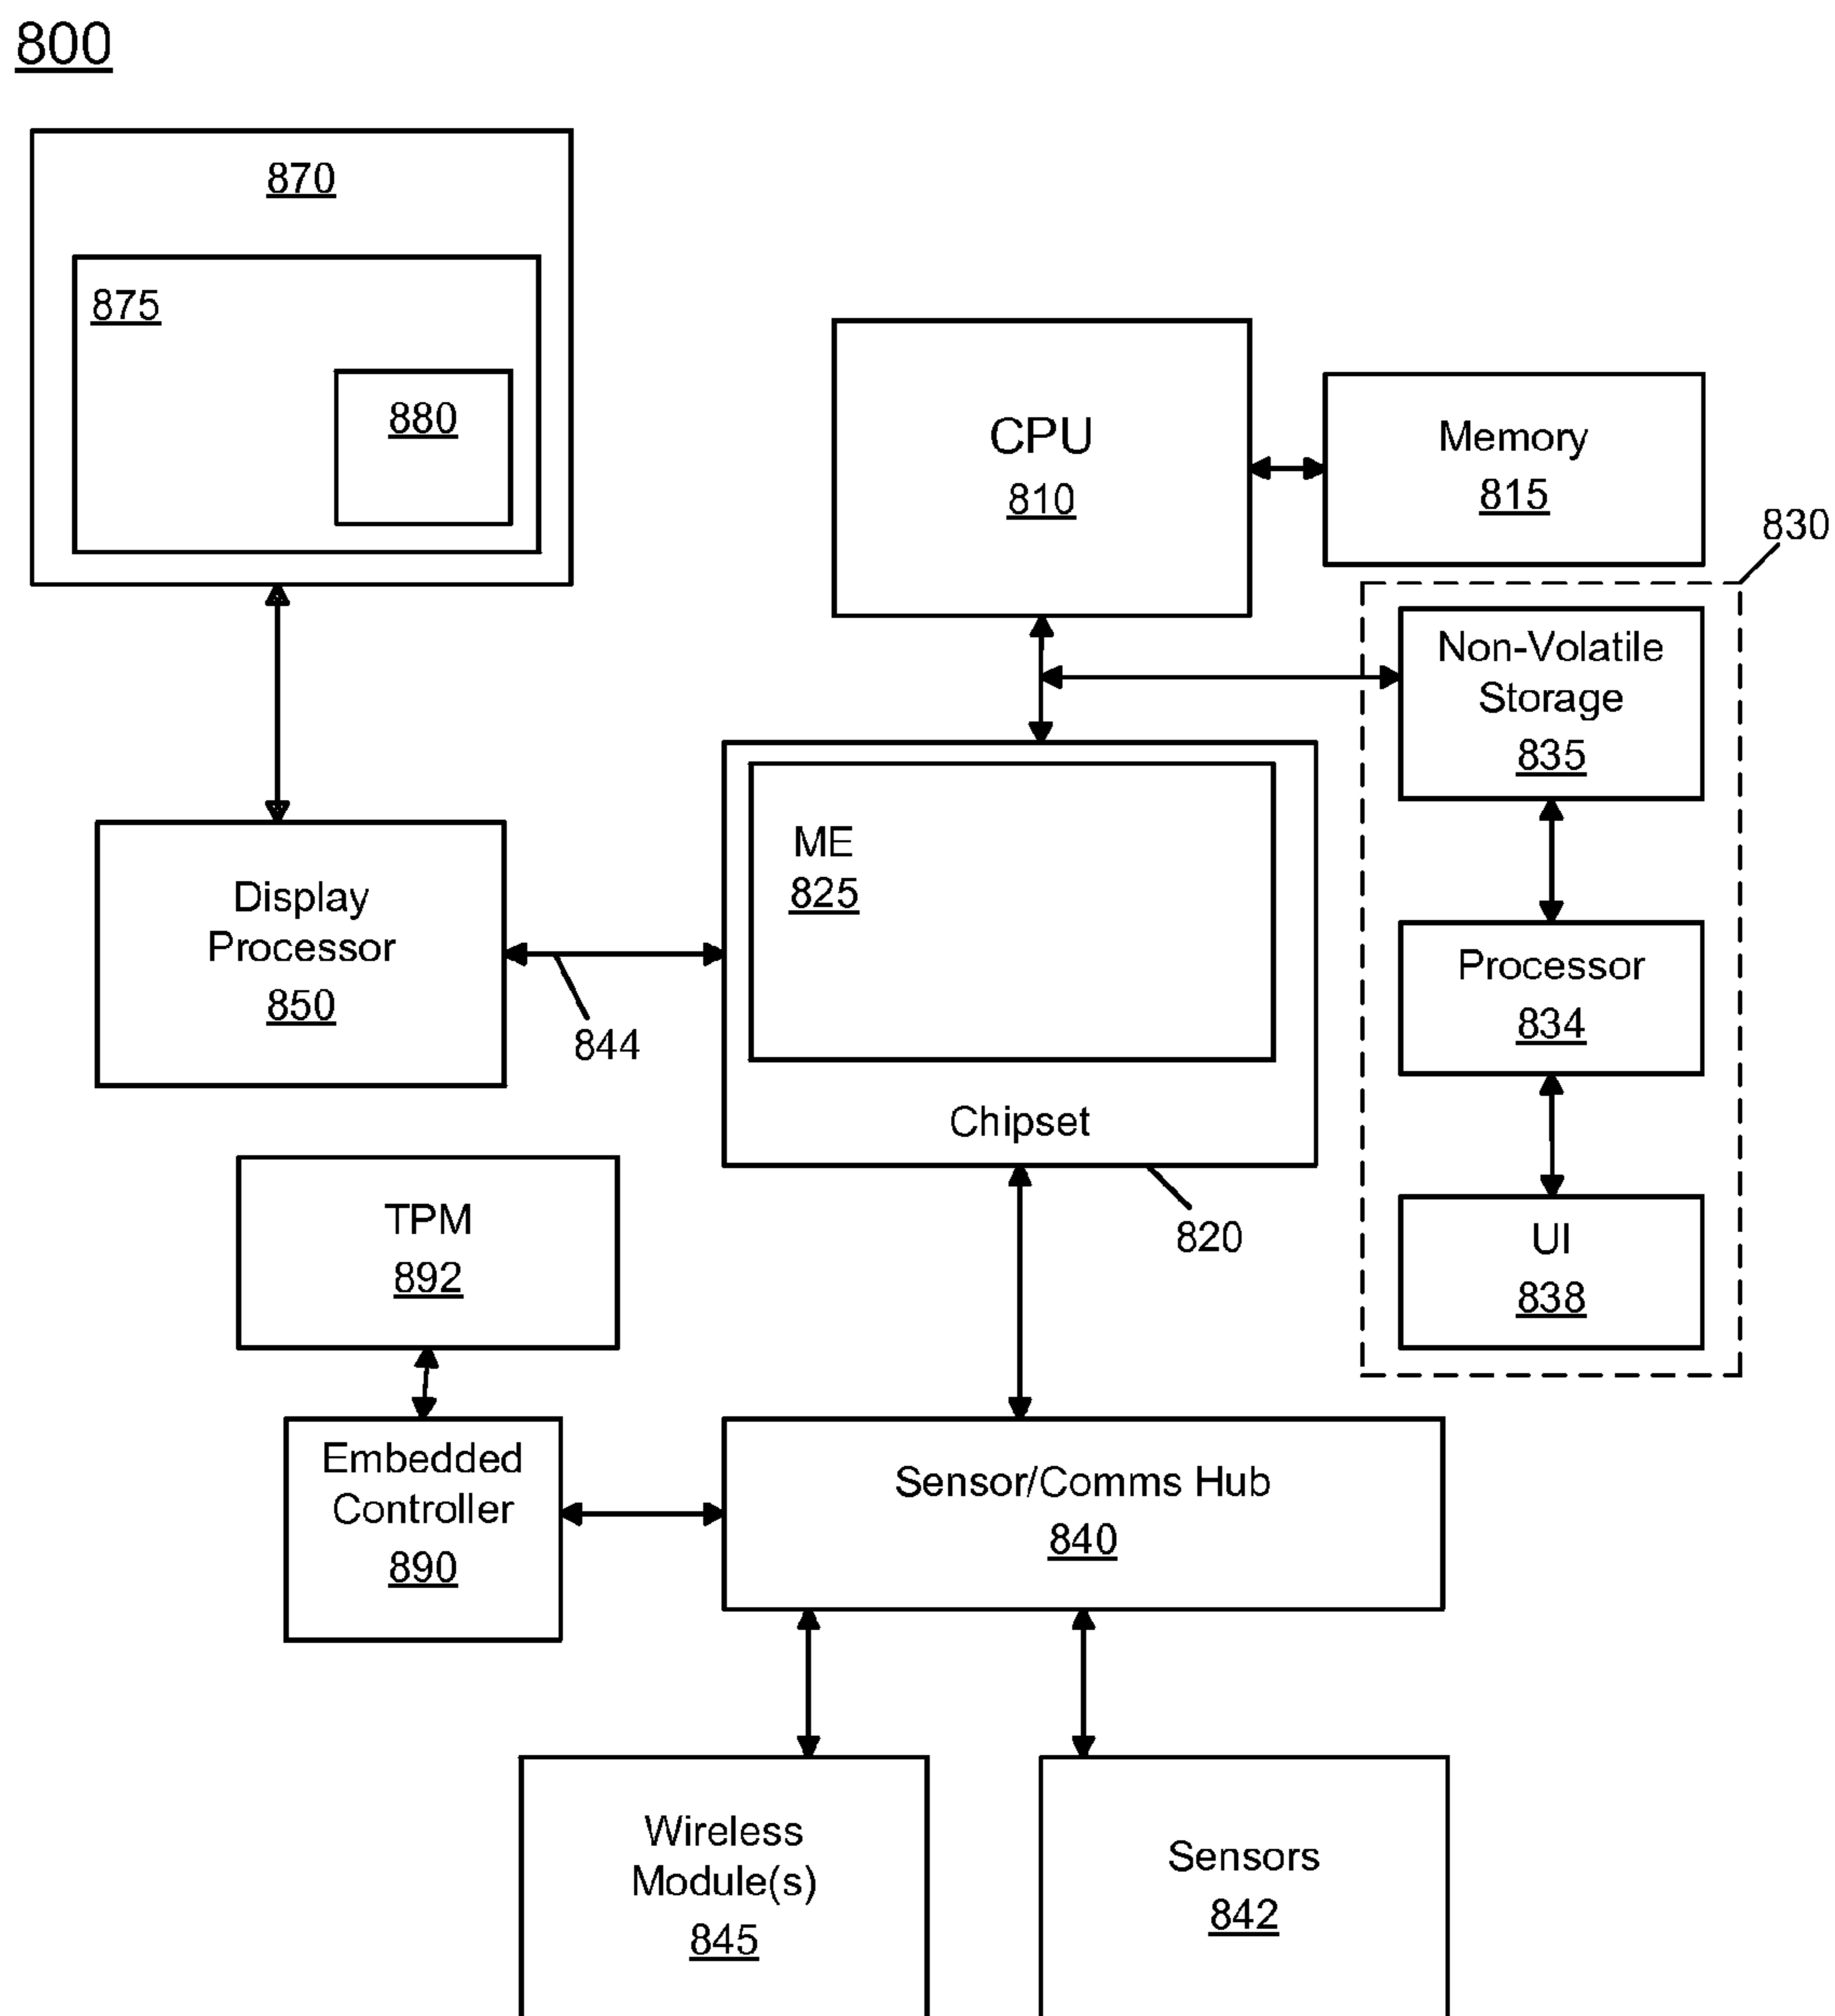 800
870
875
880
CPU
810
Memory
815
830
Non-Volatile
Storage
835
ME
825
Display
Processor
850
844
Processor
834
Chipset
820
TPM
892
UI
838
Embedded
Controller
890
Sensor/Comms Hub
840
Wireless
Module(s)
845
Sensors
842